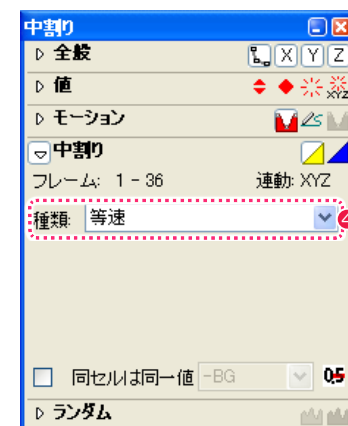 中割り
全般 X Y Z
値 XYZ
モーション
中割り
フレーム: 1 - 36 連動: XYZ
種類: 等速
同セルは同一値 -BG 0.5
ランダム